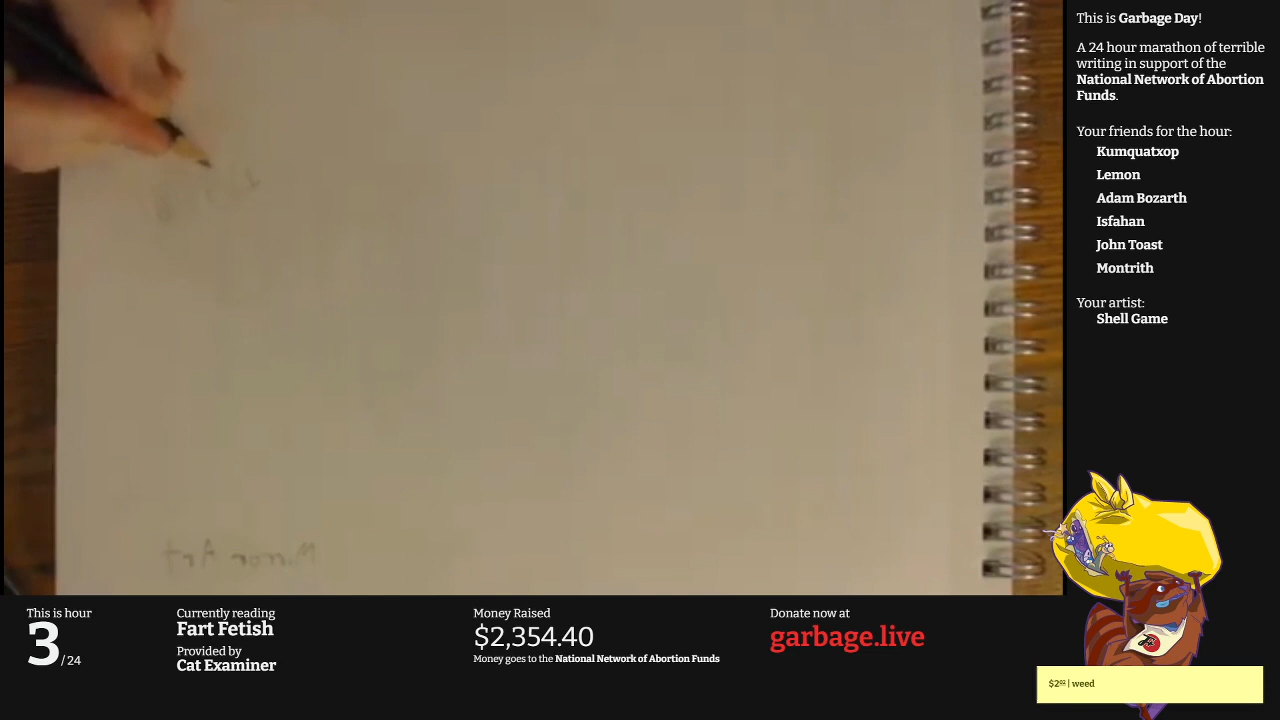 This is Garbage Day!
A 24 hour marathon of terrible
writing in support of the
National Network of Abortion
Funds.
Your friends for the hour:
Kumquatxop
Lemon
Adam Bozarth
Isfahan
John Toast
Montrith
Your artist:
Shell Game
Mirror Art
This is hour
3/24
Currently reading
Fart Fetish
Provided by
Cat Examiner
Money Raised
$2,354.40
Money goes to the National Network of Abortion Funds
Donate now at
garbage.live